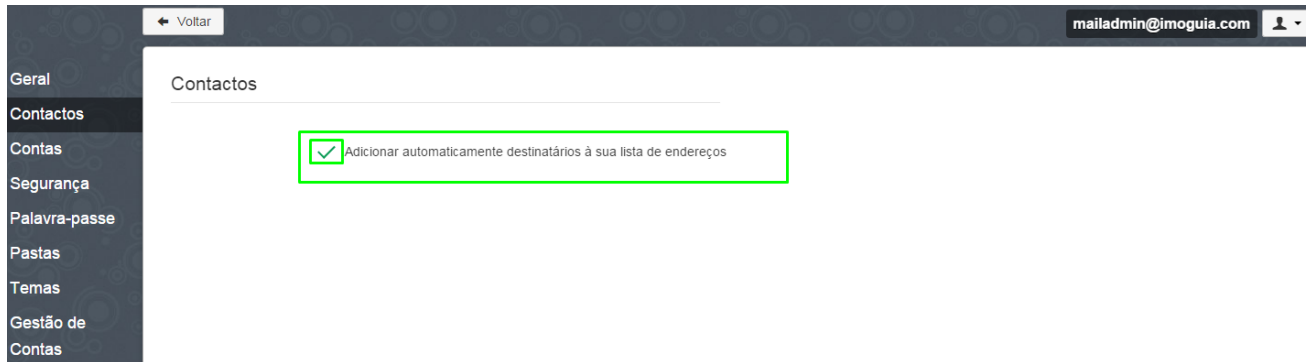 Voltar
mailadmin@imoguia.com
Geral
Contactos
Contas
Segurança
Palavra-passe
Pastas
Temas
Gestão de
Contas
Contactos
Adicionar automaticamente destinatários à sua lista de endereços